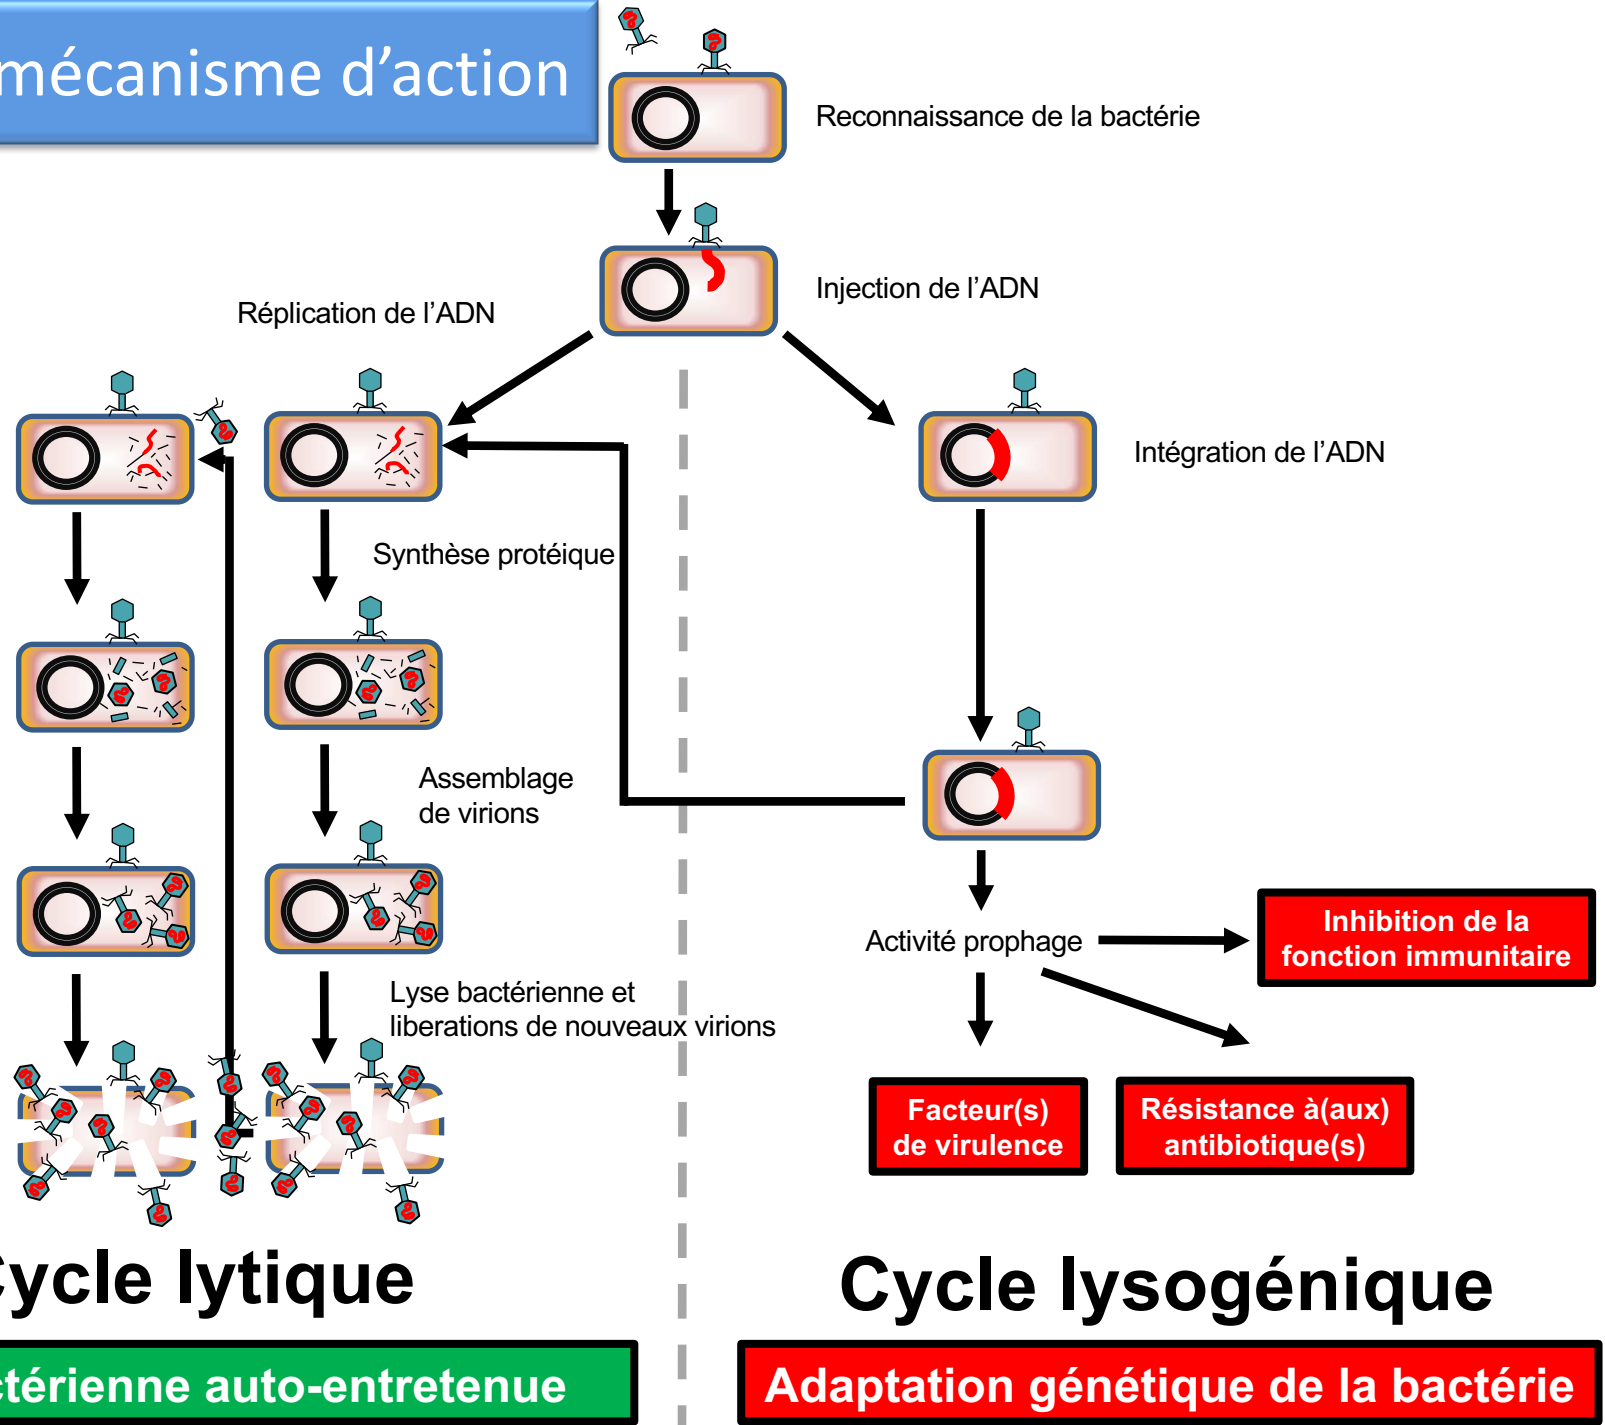 mécanisme d'action
Reconnaissance de la bactérie
Injection de l'ADN
Réplication de l'ADN
Intégration de l'ADN
Synthèse protéique
Assemblage
de virions
Activité prophage
Inhibition de la
fonction immunitaire
Lyse bactérienne et
liberations de nouveaux virions
Facteur(s)
de virulence
Résistance à(aux)
antibiotique(s)
Cycle lytique
Cycle lysogénique
ctérienne auto-entretenue
Adaptation génétique de la bactérie